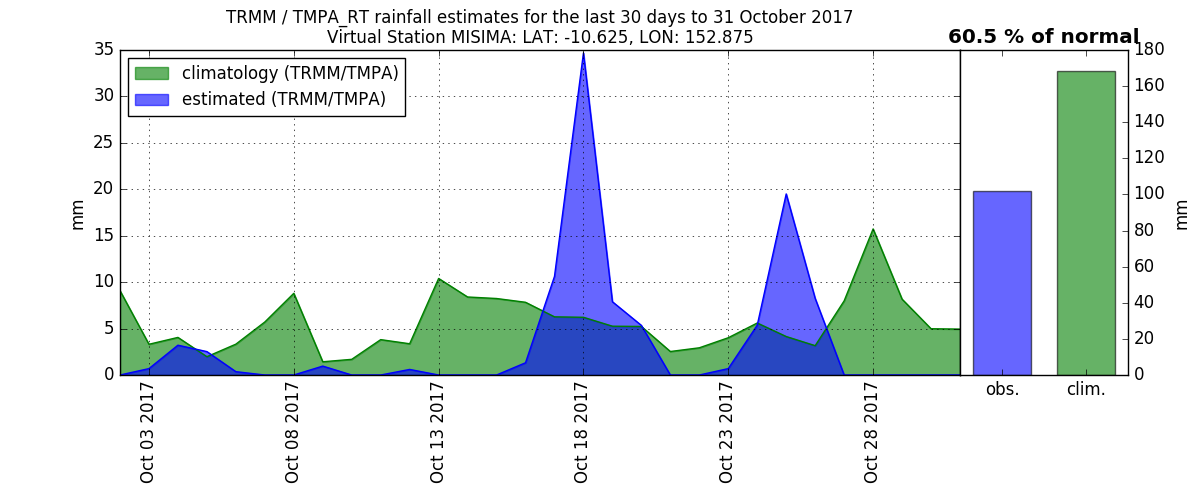 TRMM / TMPA_RT rainfall estimates for the last 30 days to 31 October 2017
Virtual Station MISIMA: LAT: -10.625, LON: 152.875
60.5 % of normal
climatology (TRMM/TMPA)
estimated (TRMM/TMPA)
35
30
25
20
15
10
5
0
mm
Oct 03 2017
Oct 08 2017
Oct 13 2017
Oct 18 2017
Oct 23 2017
Oct 28 2017
180
160
140
120
100
80
60
40
20
0
mm
obs.
clim.